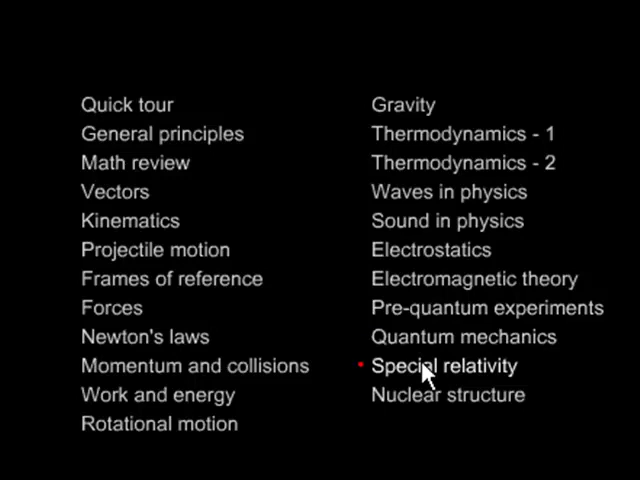 Quick tour
General principles
Math review
Vectors
Kinematics
Projectile motion
Frames of reference
Forces
Newton's laws
Momentum and collisions
Work and energy
Rotational motion
Gravity
Thermodynamics - 1
Thermodynamics - 2
Waves in physics
Sound in physics
Electrostatics
Electromagnetic theory
Pre-quantum experiments
Quantum mechanics
Special relativity
Nuclear structure